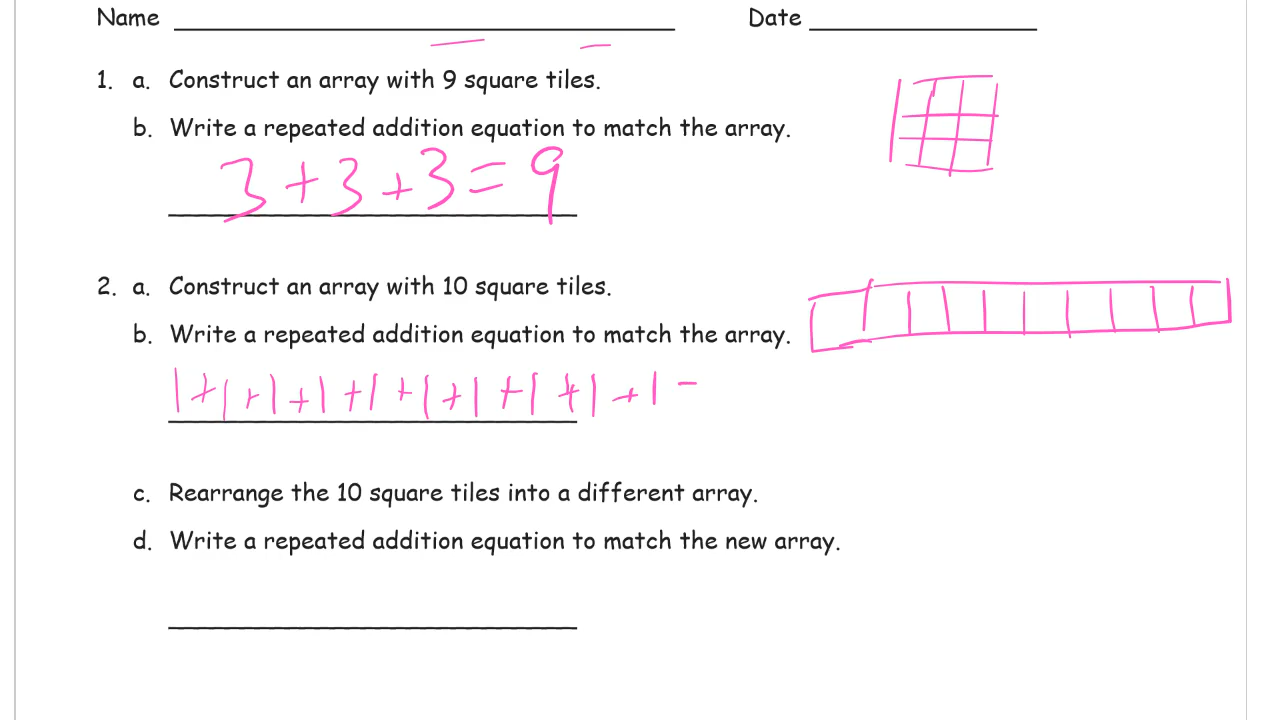 Name ______ Date ______
1. a. Construct an array with 9 square tiles.
b. Write a repeated addition equation to match the array.
3+3+3=9
2. a. Construct an array with 10 square tiles.
b. Write a repeated addition equation to match the array.
1+1+1+1+1+1+1+1+1+1-
c. Rearrange the 10 square tiles into a different array.
d. Write a repeated addition equation to match the new array.